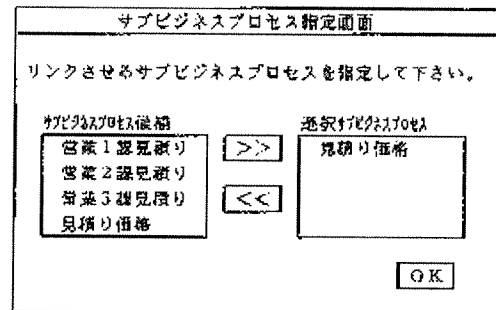 サブビジネスプロセス指定画面
リンクさせるサブビジネスプロセスを指定して下さい。
サブビジネスプロセス候補
選択サブビジネスプロセス
営業1課見積り
営業2課見積り
営業3課見積り
見積り価格
>>
<<
見積り価格
OK